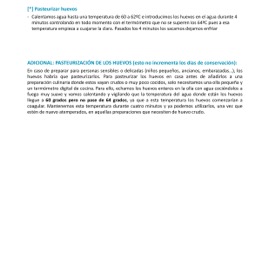 [*] Pasteurizar huevos
- Calentamos agua hasta una temperatura de 60 a 62ºC e introducimos los huevos en el agua durante 4
minutos controlando en todo momento con el termómetro que no se superen los 64ºC pues a esa
temperatura empieza a cuajarse la clara. Pasados los 4 minutos los sacamos dejamos enfriar
ADICIONAL: PASTEURIZACIÓN DE LOS HUEVOS (esto no incrementa los días de conservación):
En caso de preparar para personas sensibles o delicadas (niños pequeños, ancianos, embarazadas…), los
huevos habría que pasteurizarlos. Para pasteurizar los huevos en casa antes de añadirlos a una
preparación culinaria donde estos vayan crudos o muy poco cocidos, solo necesitaremos una olla pequeña y
un termómetro digital de cocina. Para ello, echamos los huevos enteros en la olla con agua cociéndolos a
fuego muy suave y vamos calentando y vigilando que la temperatura del agua donde están los huevos
llegue a 60 grados pero no pase de 64 grados, ya que a esta temperatura los huevos comenzarían a
coagular. Mantenemos esta temperatura durante cuatro minutos y ya podemos utilizarlos, una vez que
estén de nuevo atemperados, en aquellas preparaciones que necesiten de huevo crudo.